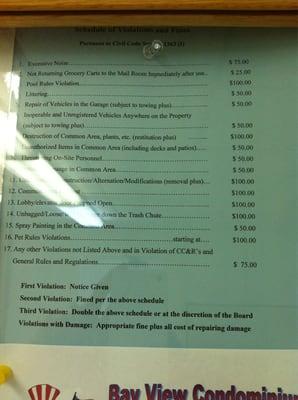 Schedule of Violations and Fines
Pursuant to Civil Code 1363 (f)
1. Excessive Noise $ 75.00
2. Not Returning Grocery Carts to the Mail Room Immediately after use.. $ 25.00
Pool Rules Violation $100.00
Littering $ 50.00
Repair of Vehicles in the Garage (subject to towing plus) $ 50.00
Inoperable and Unregistered Vehicles Anywhere on the Property
(subject to towing plus) $ 50.00
Destruction of Common Area, plants, etc. (restitution plus) $100.00
Unauthorized Items in Common Area (including decks and patios) $ 50.00
On-Site Personnel $ 50.00
in Common Area $ 50.00
11. /Alternation/Modifications (removal plus) $100.00
12. $100.00
13. Lobby/ Open $100.00
14. Unbagged/Loose down the Trash Chute $100.00
15. Spray Painting in the Area $ 50.00
16. Pet Rules Violations starting at.... $100.00
17. Any other Violations not Listed Above and in Violation of CC&R's and
General Rules and Regulations $ 75.00
First Violation: Notice Given
Second Violation: Fined per the above schedule
Third Violation: Double the above schedule or at the discretion of the Board
Violations with Damage: Appropriate fine plus all cost of repairing damage
Bay View Condominium